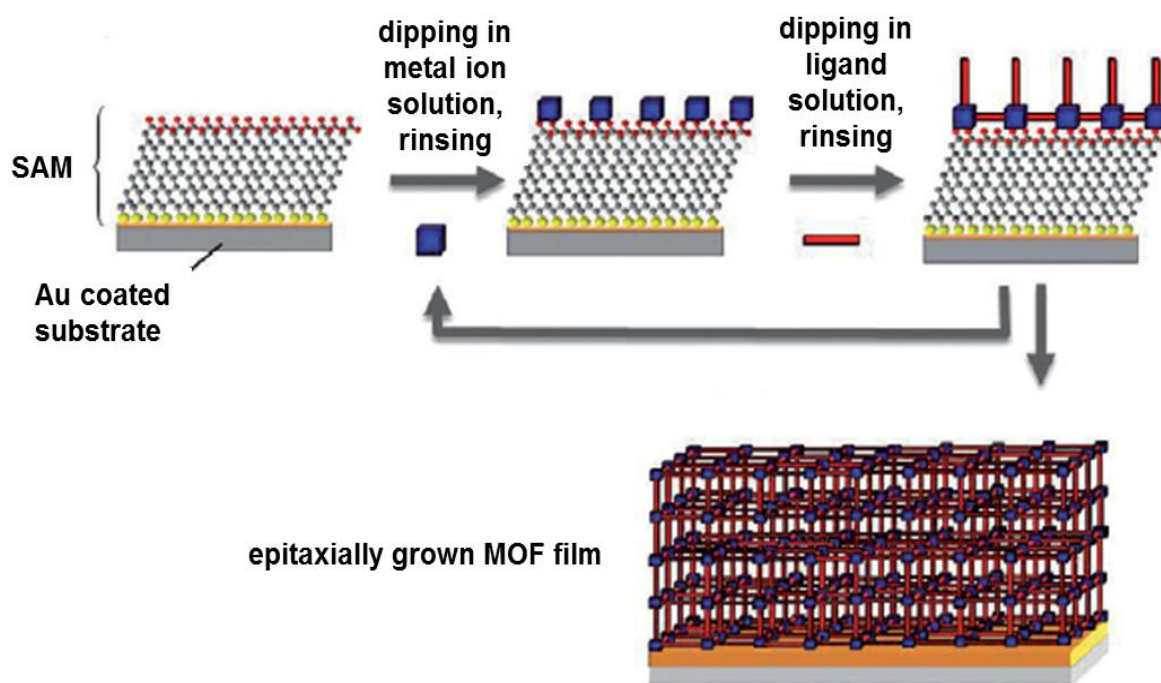 dipping in
metal ion
solution,
rinsing
dipping in
ligand
solution,
rinsing
SAM
Au coated
substrate
epitaxially grown MOF film